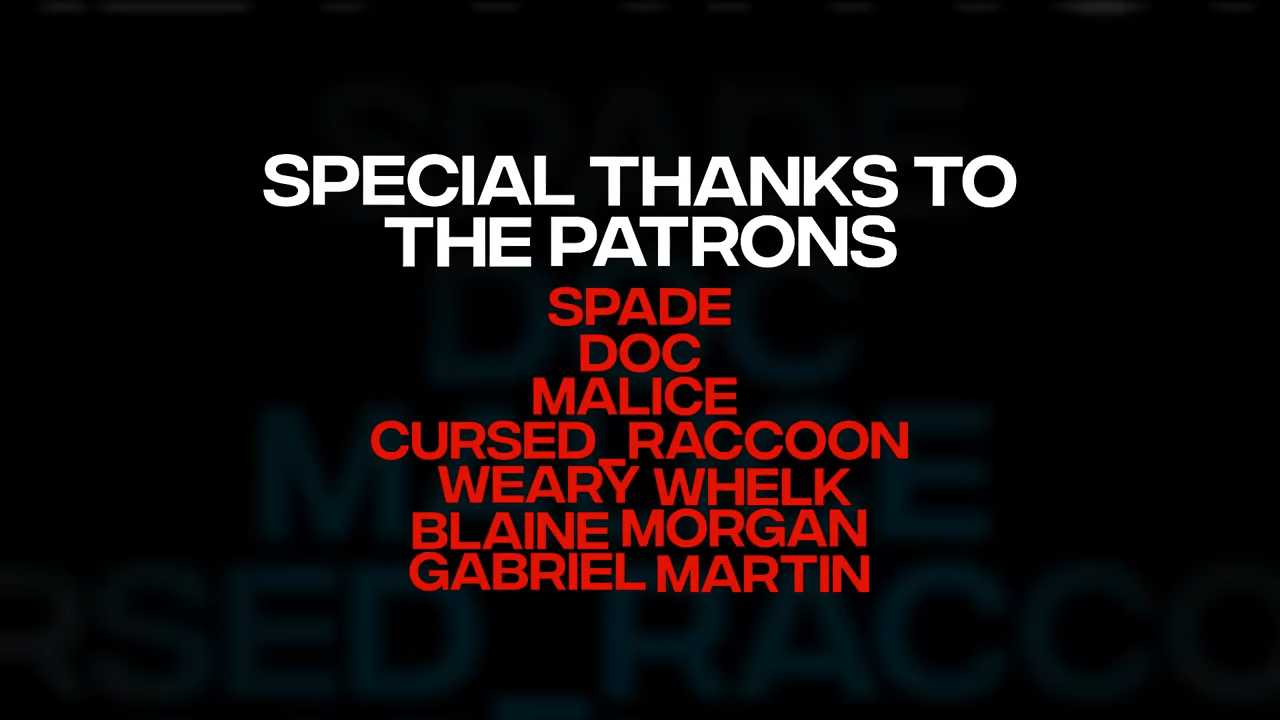 SPECIAL THANKS TO
THE PATRONS
SPADE
DOC
MALICE
CURSED_RACCOON
WEARY WHELK
BLAINE MORGAN
GABRIEL MARTIN